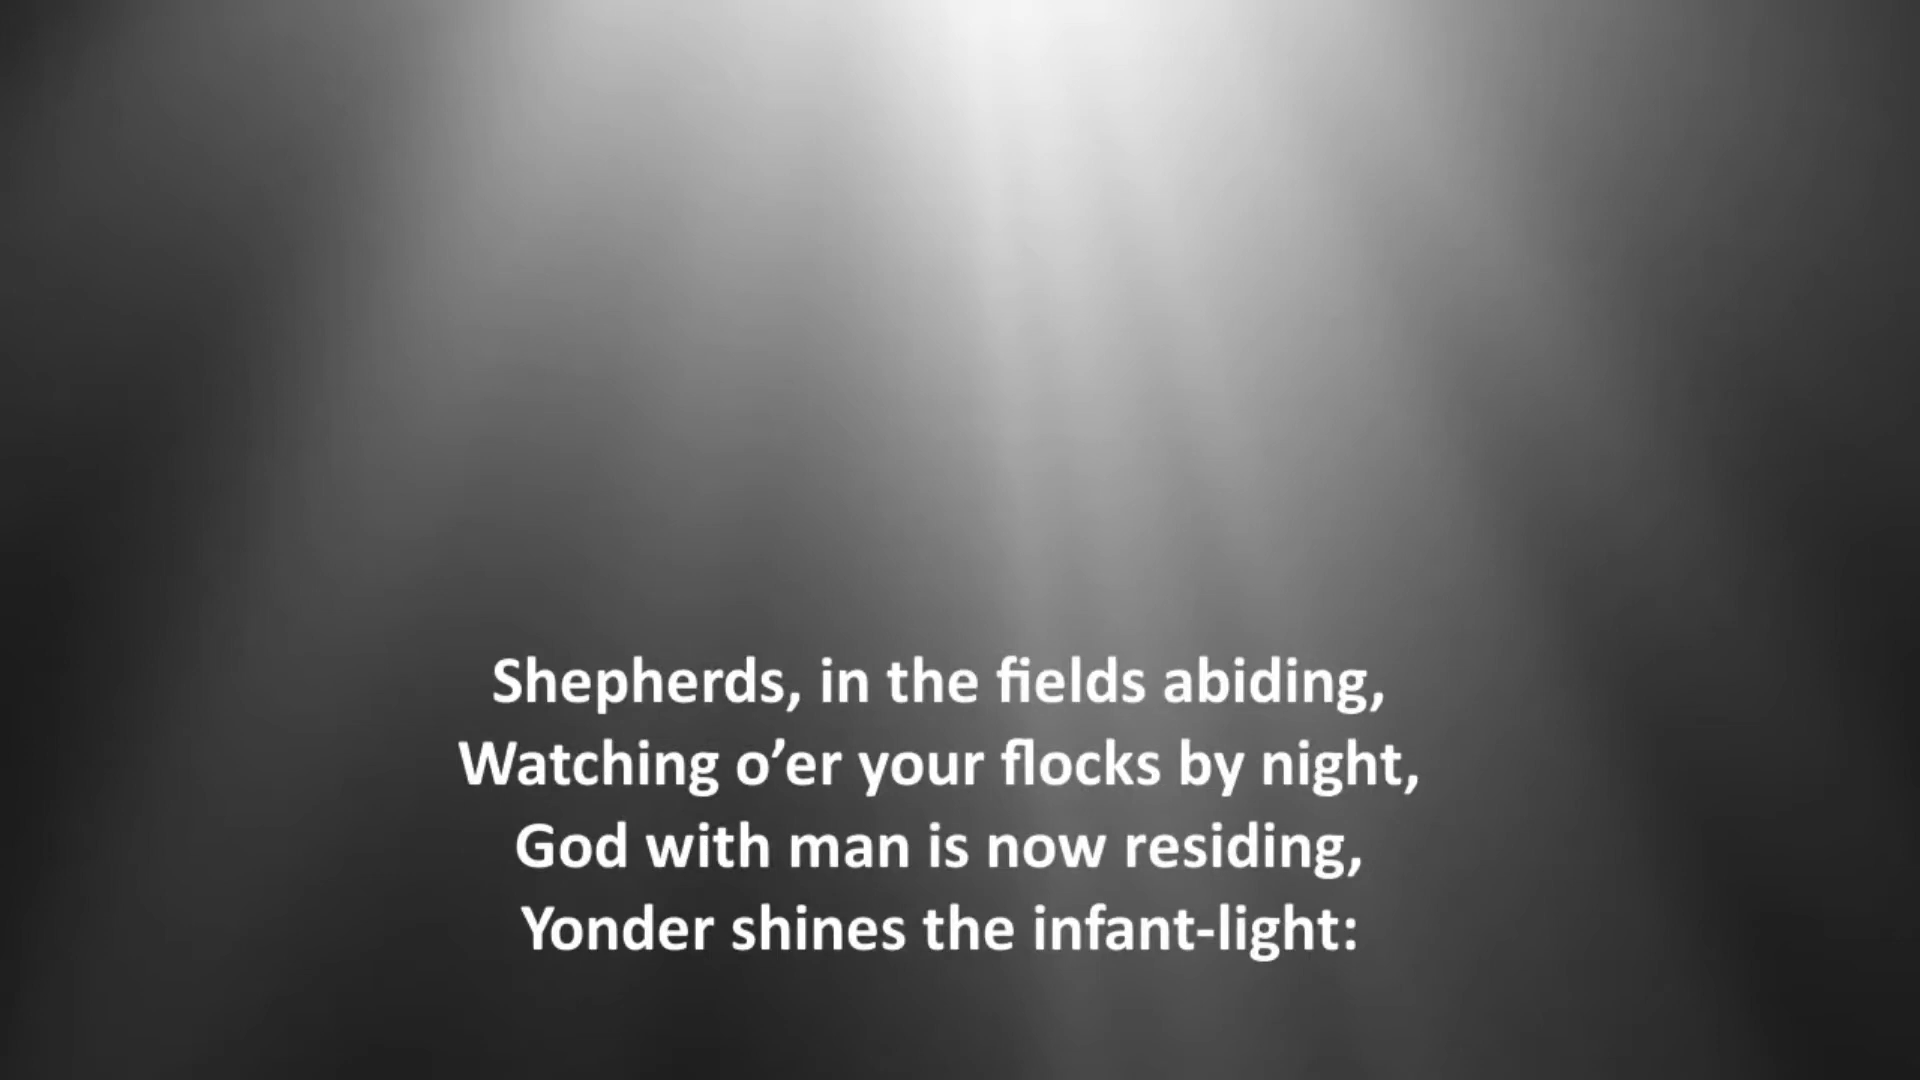 Shepherds, in the fields abiding,
Watching o’er your flocks by night,
God with man is now residing,
Yonder shines the infant-light: